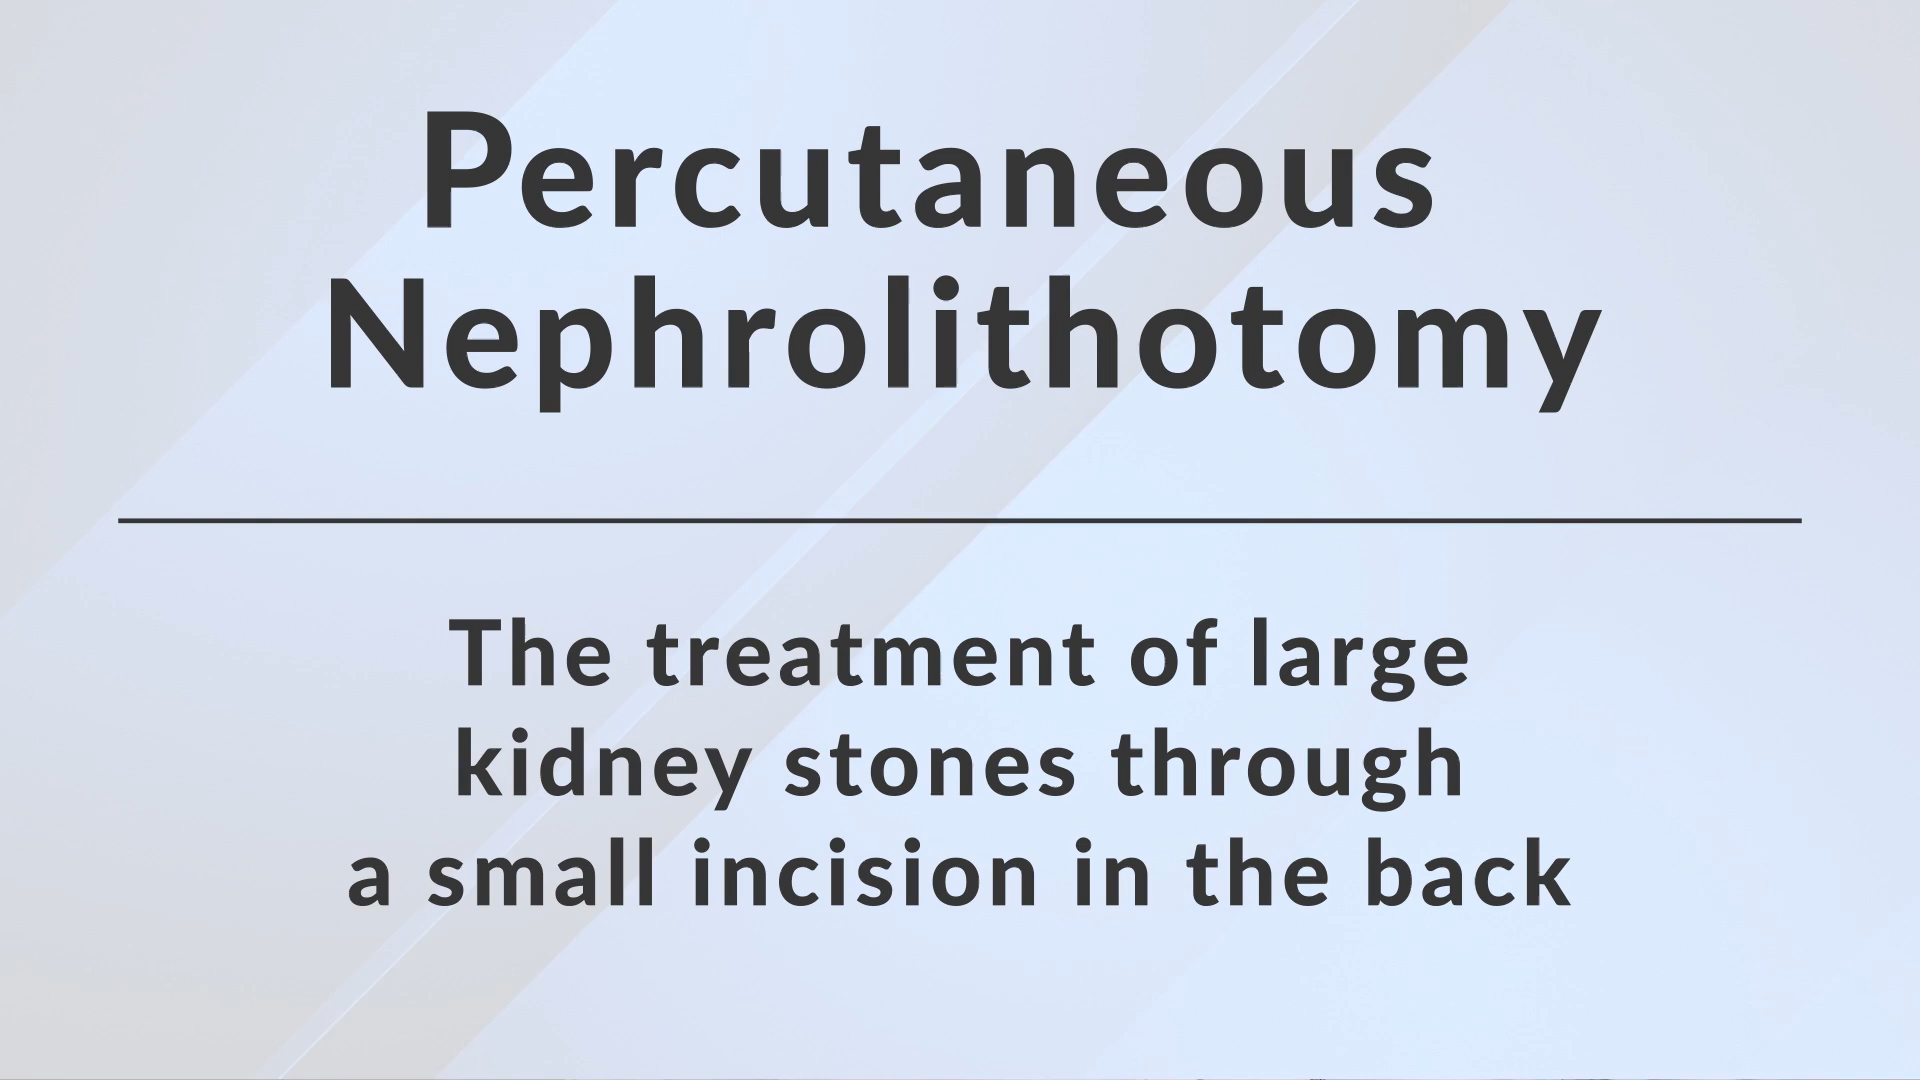 Percutaneous
Nephrolithotomy
The treatment of large
kidney stones through
a small incision in the back